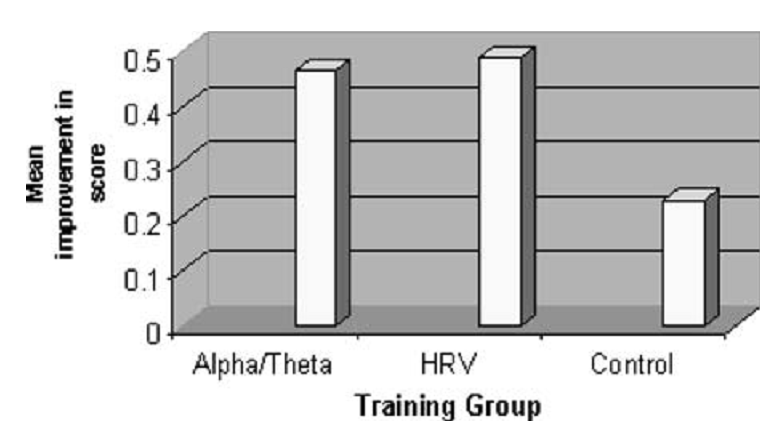 Mean
improvement in
score
0.5
0.4
0.3
0.2
0.1
0
Alpha/Theta HRV Control
Training Group